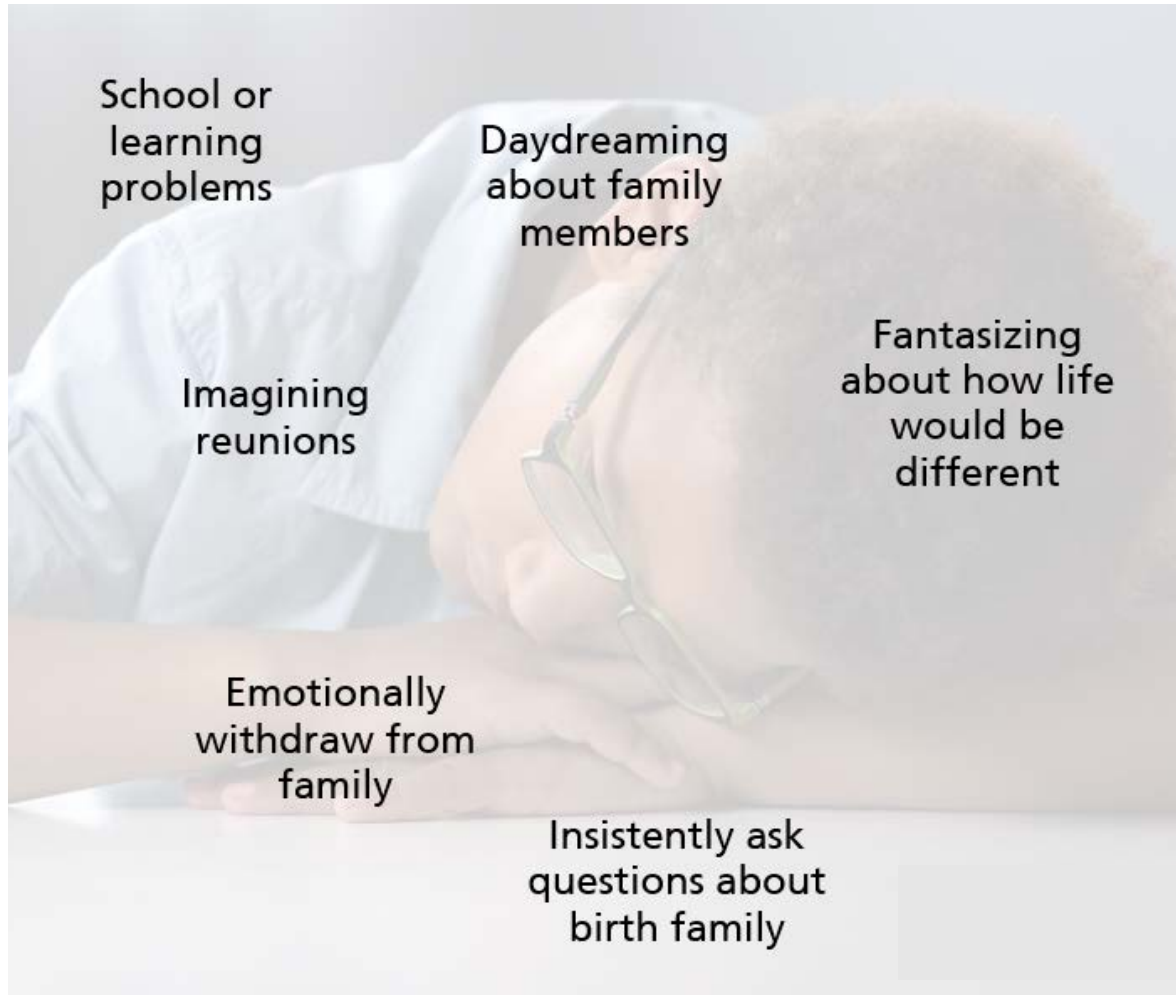 School or
learning
problems
Daydreaming
about family
members
Fantasizing
about how life
would be
different
Imagining
reunions
Emotionally
withdraw from
family
Insistently ask
questions about
birth family